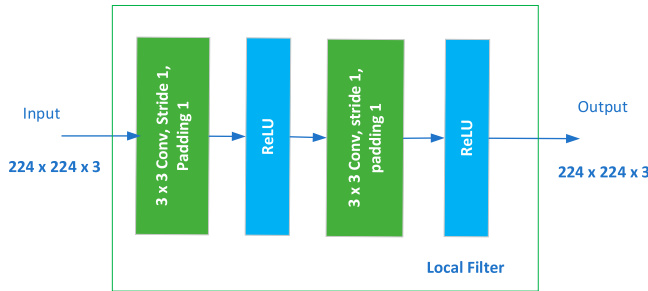 Input
224 x 224 x 3
3 x 3 Conv, Stride 1,
Padding 1
ReLU
3 x 3 Conv, stride 1,
padding 1
ReLU
Output
224 x 224 x 3
Local Filter